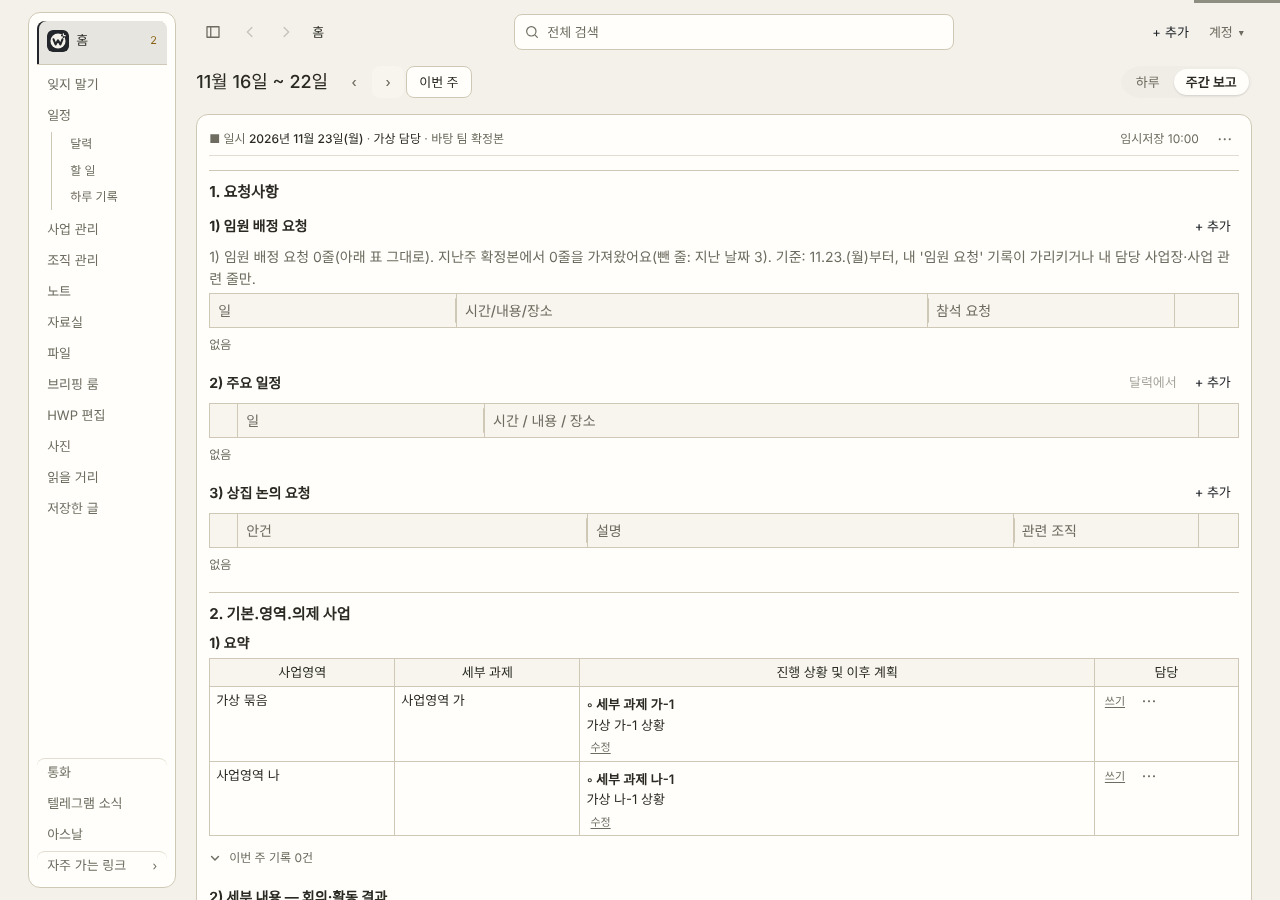 홈 2
잊지 말기
일정
달력
할 일
하루 기록
사업 관리
조직 관리
노트
자료실
파일
브리핑 룸
HWP 편집
사진
읽을 거리
저장한 글
통화
텔레그램 소식
아스날
자주 가는 링크 ›
홈
전체 검색
+ 추가 계정 ▾
11월 16일 ~ 22일 ‹ › 이번 주
하루 주간 보고
■ 일시 2026년 11월 23일(월) · 가상 담당 · 바탕 팀 확정본
임시저장 10:00 ⋯
1. 요청사항
1) 임원 배정 요청 + 추가
1) 임원 배정 요청 0줄(아래 표 그대로). 지난주 확정본에서 0줄을 가져왔어요(뺀 줄: 지난 날짜 3). 기준: 11.23.(월)부터, 내 '임원 요청' 기록이 가리키거나 내 담당 사업장·사업 관
련 줄만.
일 시간/내용/장소 참석 요청
없음
2) 주요 일정 달력에서 + 추가
일 시간 / 내용 / 장소
없음
3) 상집 논의 요청 + 추가
안건 설명 관련 조직
없음
2. 기본.영역.의제 사업
1) 요약
사업영역 세부 과제 진행 상황 및 이후 계획 담당
가상 묶음 사업영역 가 ∘ 세부 과제 가-1 쓰기 ⋯
가상 가-1 상황
수정
사업영역 나 ∘ 세부 과제 나-1 쓰기 ⋯
가상 나-1 상황
수정
이번 주 기록 0건
2) 세부 내용 — 회의·활동 결과